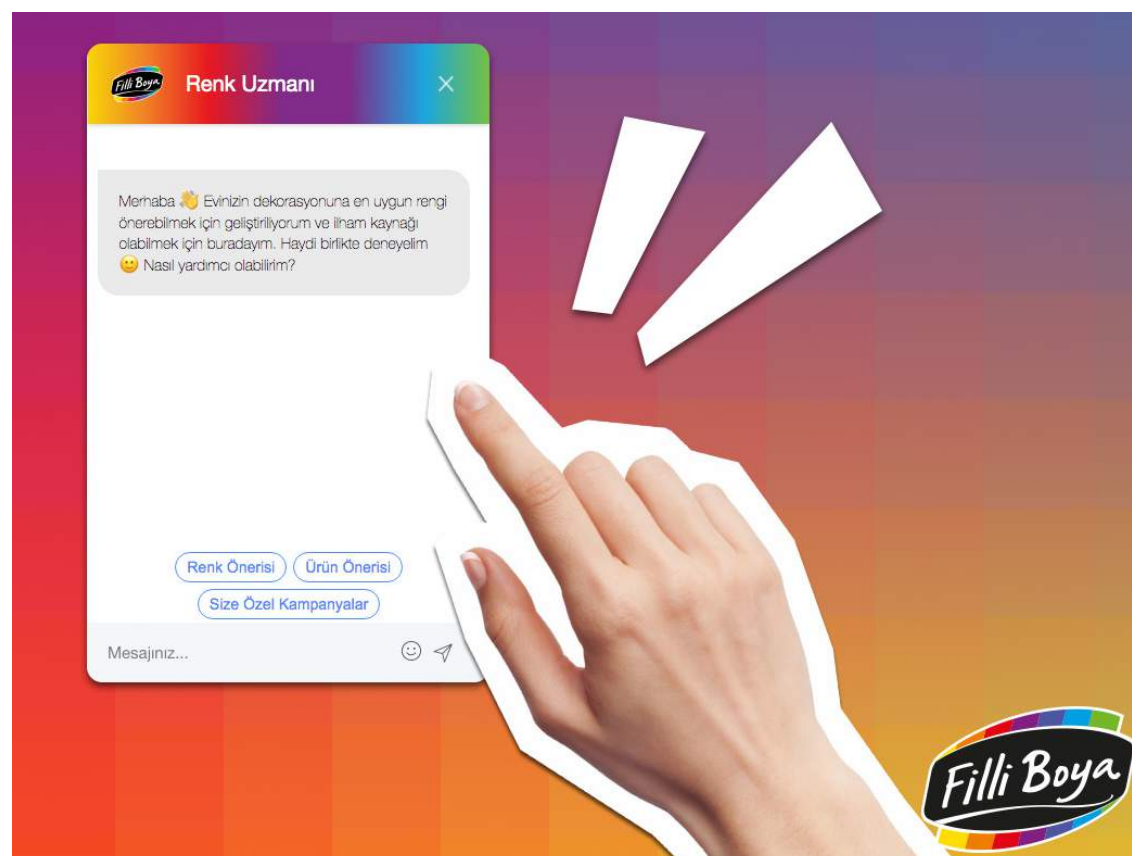 Filli Boya
Renk Uzmanı
Merhaba 👋 Evinizin dekorasyonuna en uygun rengi
önerebilmek için geliştiriliyorum ve ilham kaynağı
olabilmek için buradayım. Haydi birlikte deneyelim
🙂 Nasıl yardımcı olabilirim?
Renk Önerisi
Ürün Önerisi
Size Özel Kampanyalar
Mesajınız...
Filli Boya